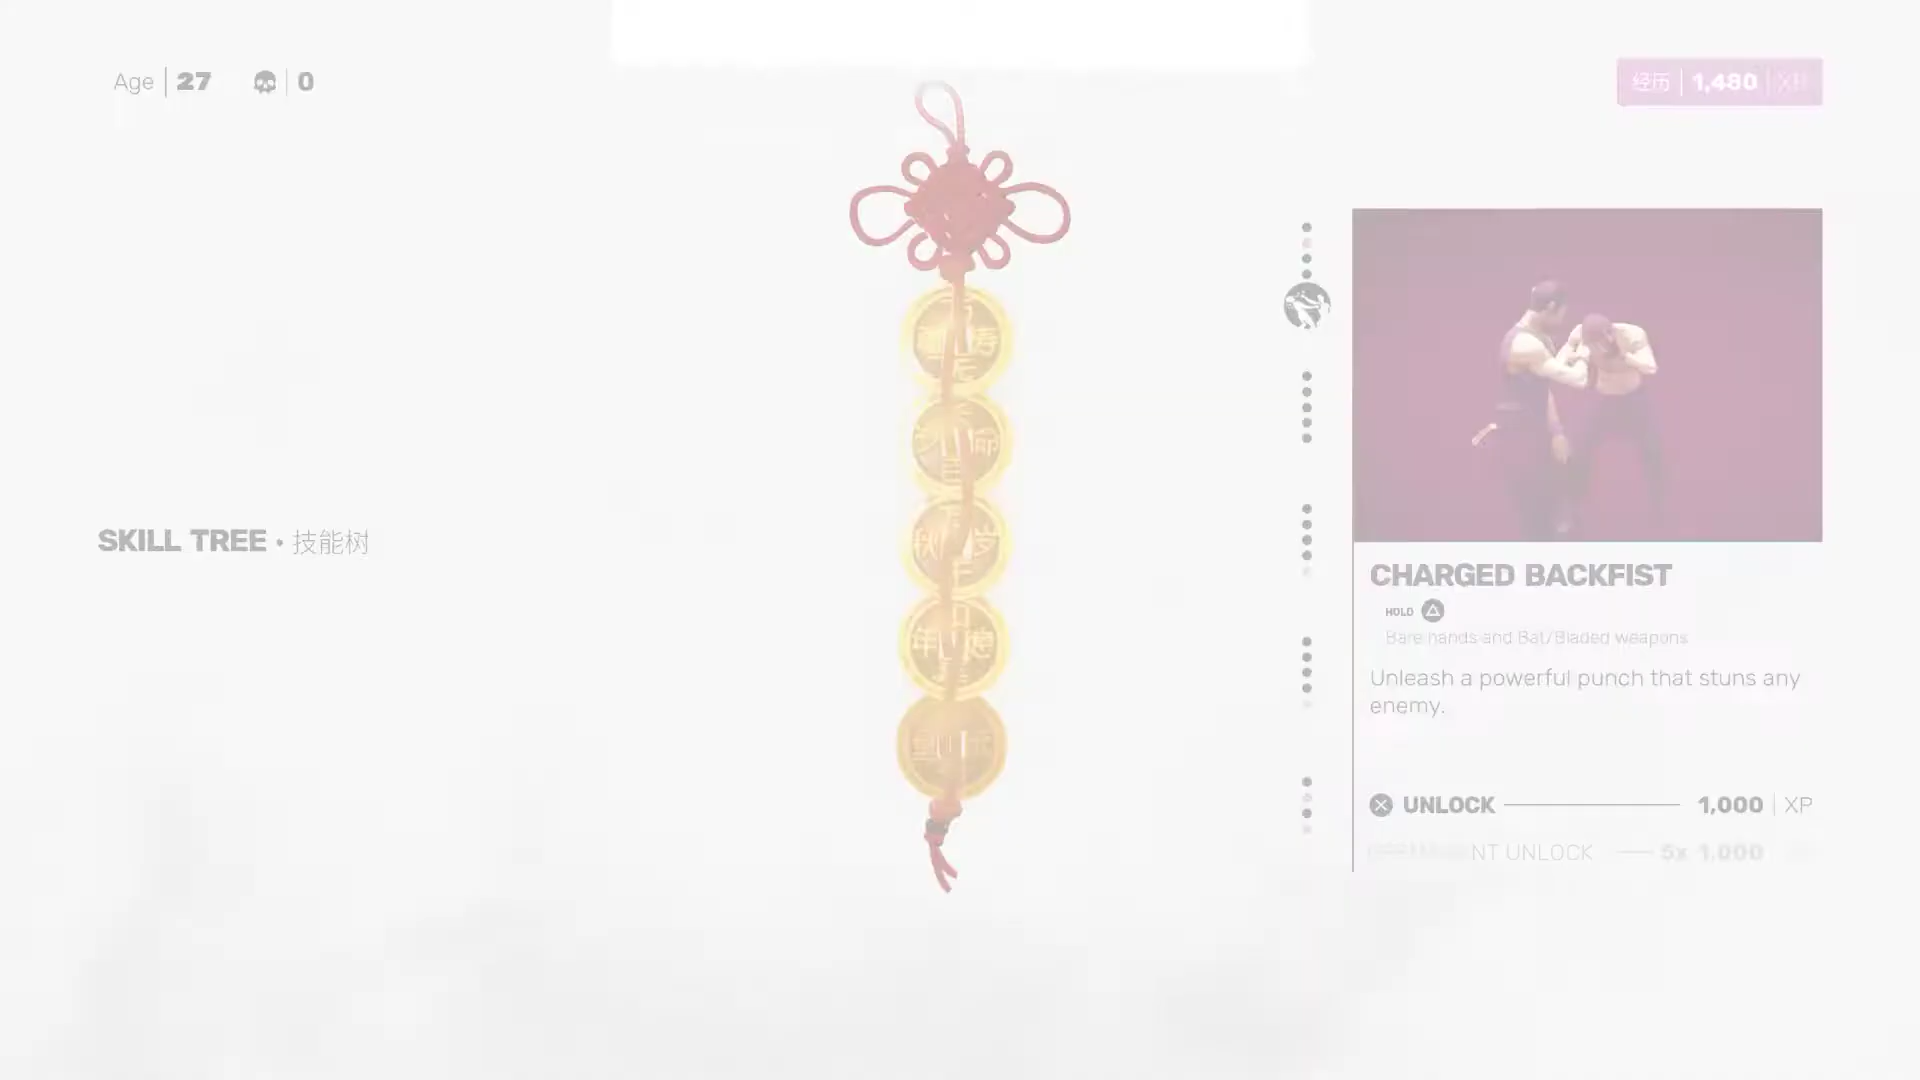 Age | 27 0
经历 | 1,480 | XP
SKILL TREE • 技能树
CHARGED BACKFIST
HOLD
Bare hands and Bat/Bladed weapons
Unleash a powerful punch that stuns any
enemy.
UNLOCK 1,000 | XP
UNLOCK 5x 1,000